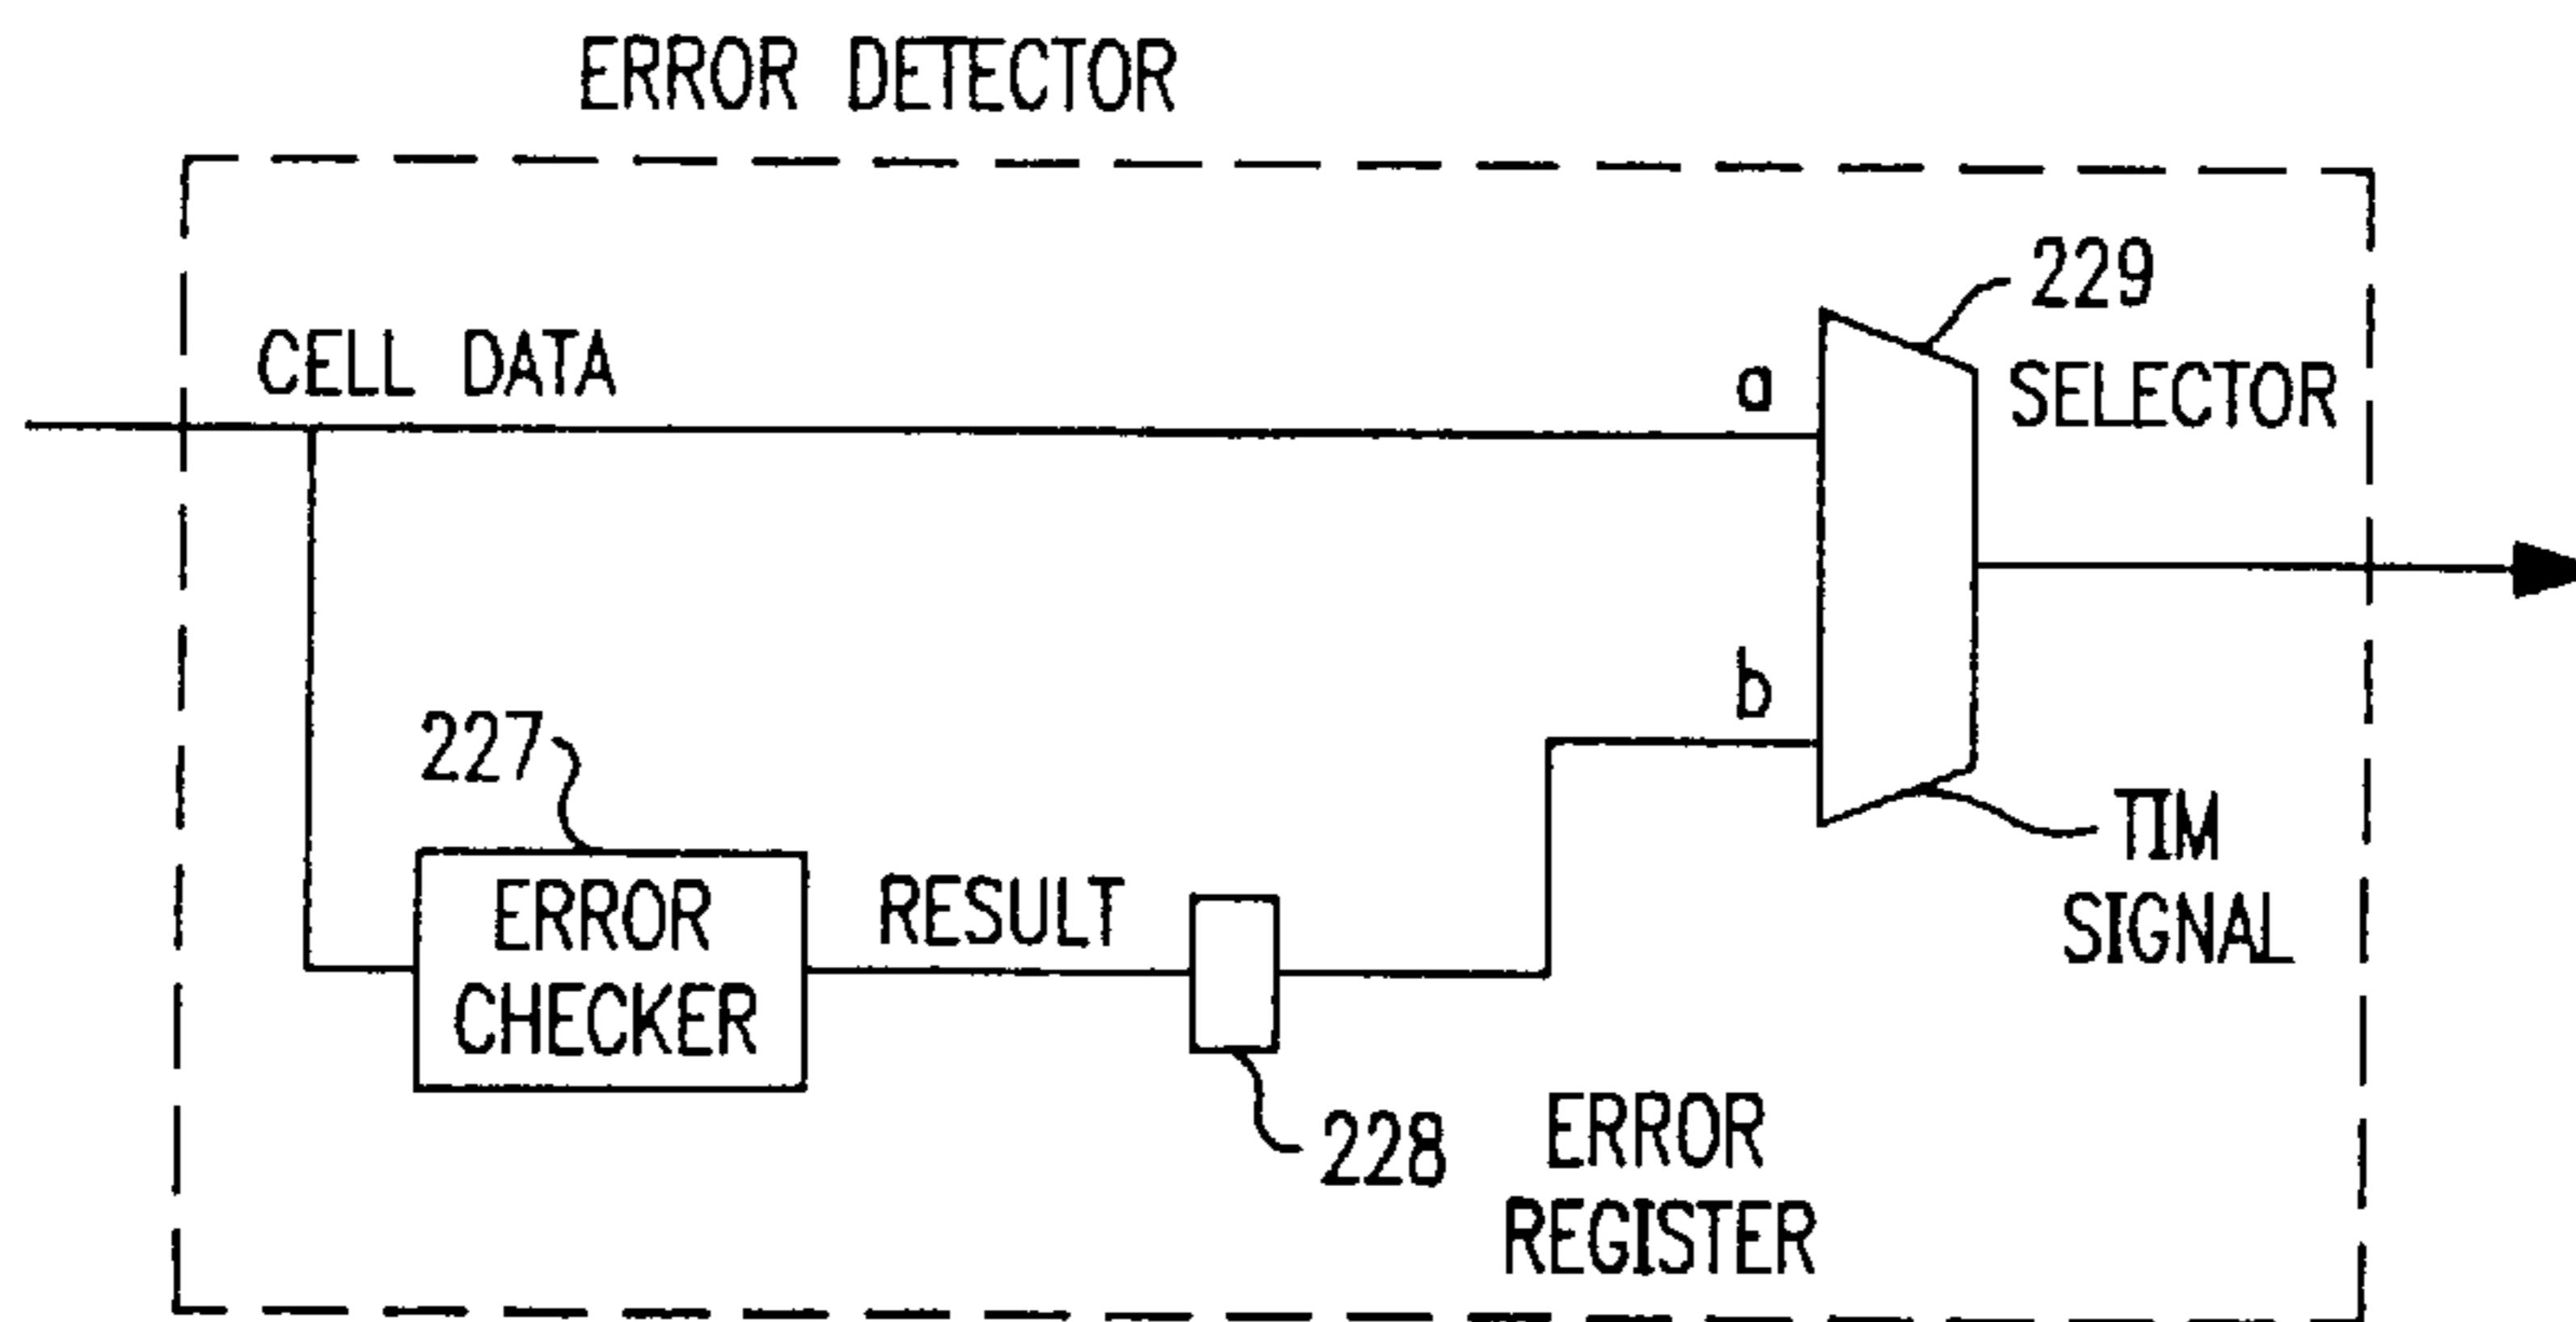 ERROR DETECTOR
229
CELL DATA
a
SELECTOR
b
227
TIM
SIGNAL
ERROR
CHECKER
RESULT
228
ERROR
REGISTER